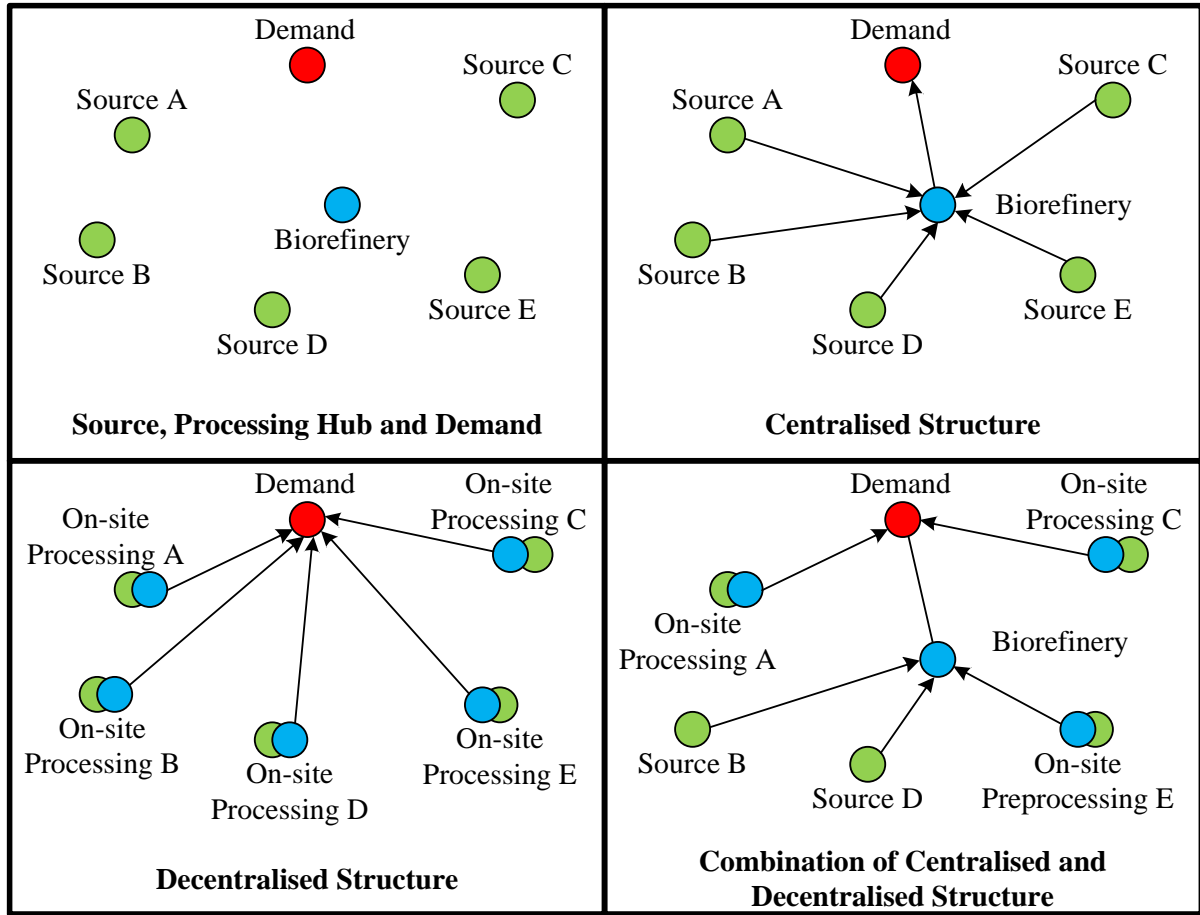 Demand
Source C
Source A
Biorefinery
Source B
Source E
Source D
Source, Processing Hub and Demand
Demand
Source C
Source A
Biorefinery
Source B
Source E
Source D
Centralised Structure
Demand
On-site
Processing C
On-site
Processing A
On-site
Processing B
On-site
Processing E
On-site
Processing D
Decentralised Structure
Demand
On-site
Processing C
On-site
Processing A
Biorefinery
Source B
On-site
Preprocessing E
Source D
Combination of Centralised and
Decentralised Structure